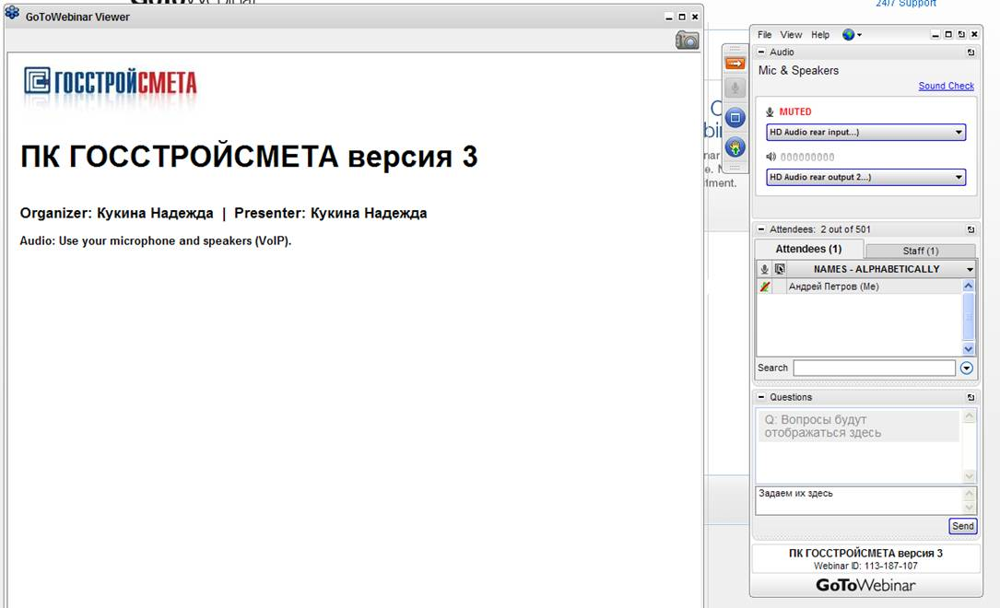 GoToWebinar
24/7 Support
GoToWebinar Viewer
ГОССТРОЙСМЕТА
ПК ГОССТРОЙСМЕТА версия 3
Organizer: Кукина Надежда | Presenter: Кукина Надежда
Audio: Use your microphone and speakers (VoIP).
File View Help
Audio
Mic & Speakers
Sound Check
MUTED
HD Audio rear input...)
HD Audio rear output 2...)
Attendees: 2 out of 501
Attendees (1)
Staff (1)
NAMES - ALPHABETICALLY
Андрей Петров (Me)
Search
Questions
Q: Вопросы будут
отображаться здесь
Задаем их здесь
Send
ПК ГОССТРОЙСМЕТА версия 3
Webinar ID: 113-187-107
GoToWebinar